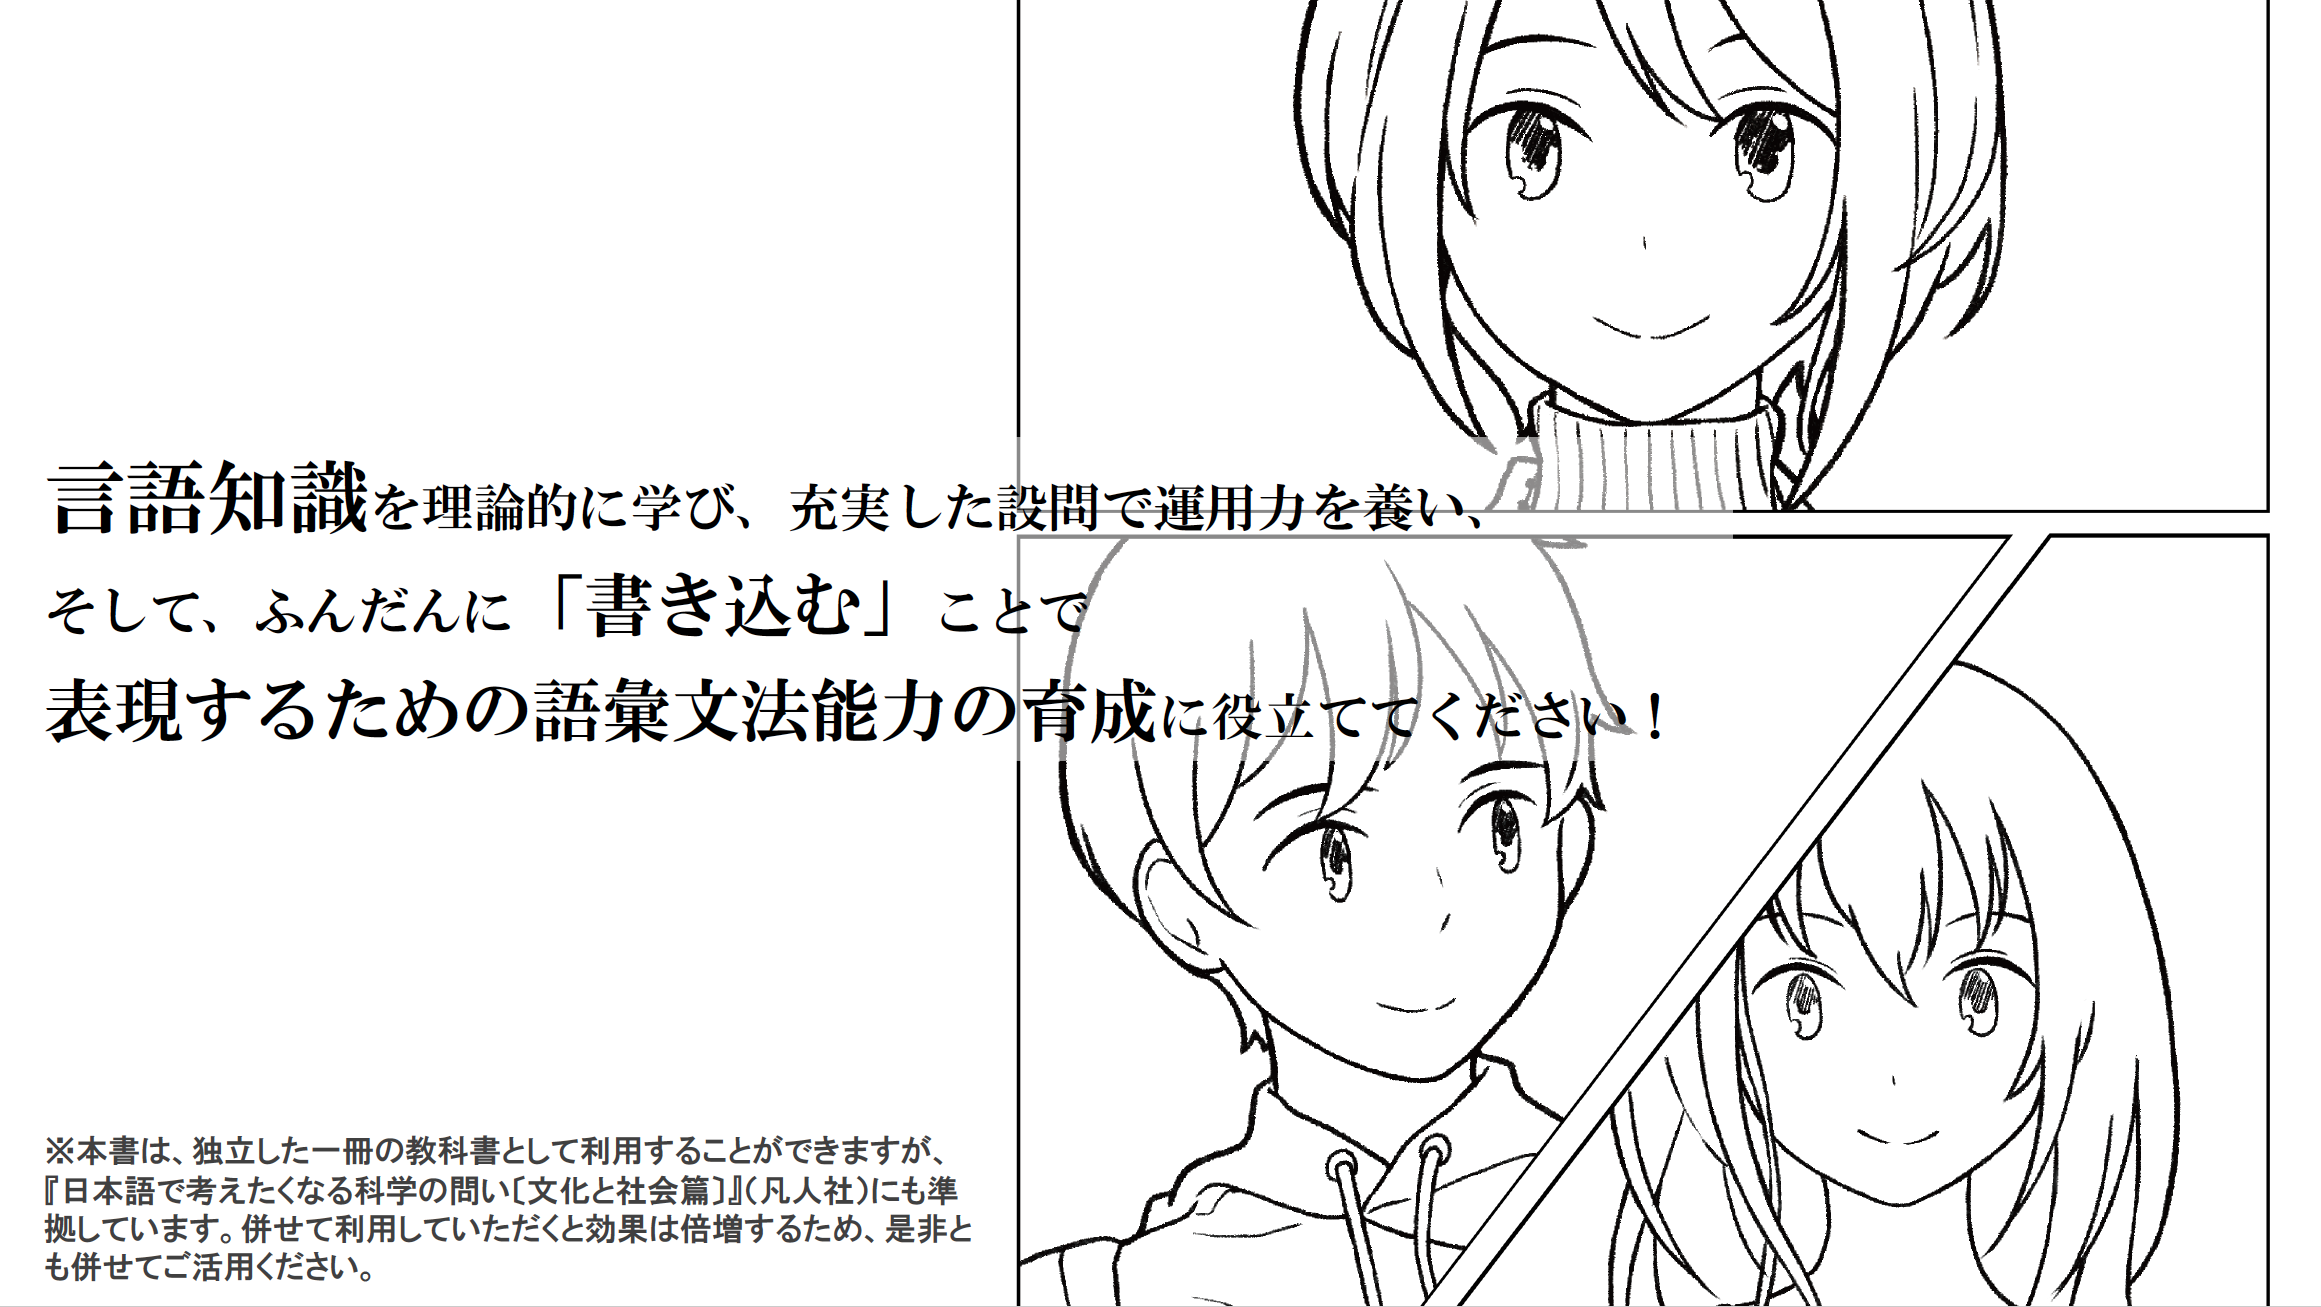 言語知識を理論的に学び、充実した設問で運用力を養い、
そして、ふんだんに「書き込む」ことで
表現するための語彙文法能力の育成に役立ててください！
※本書は、独立した一冊の教科書として利用することができますが、
『日本語で考えたくなる科学の問い〔文化と社会篇〕』（凡人社）にも準
拠しています。併せて利用していただくと効果は倍増するため、是非と
も併せてご活用ください。